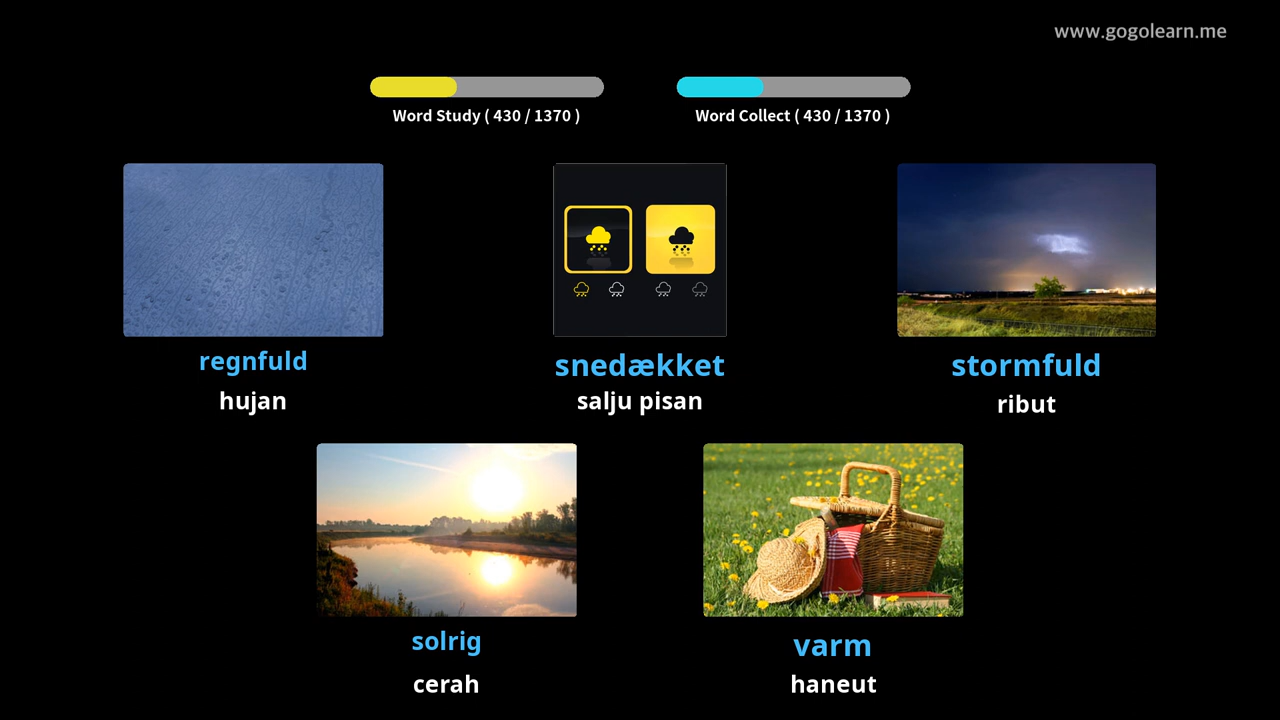 www.gogolearn.me
Word Study ( 430 / 1370 )
Word Collect ( 430 / 1370 )
regnfuld
hujan
snedækket
salju pisan
stormfuld
ribut
solrig
cerah
varm
haneut